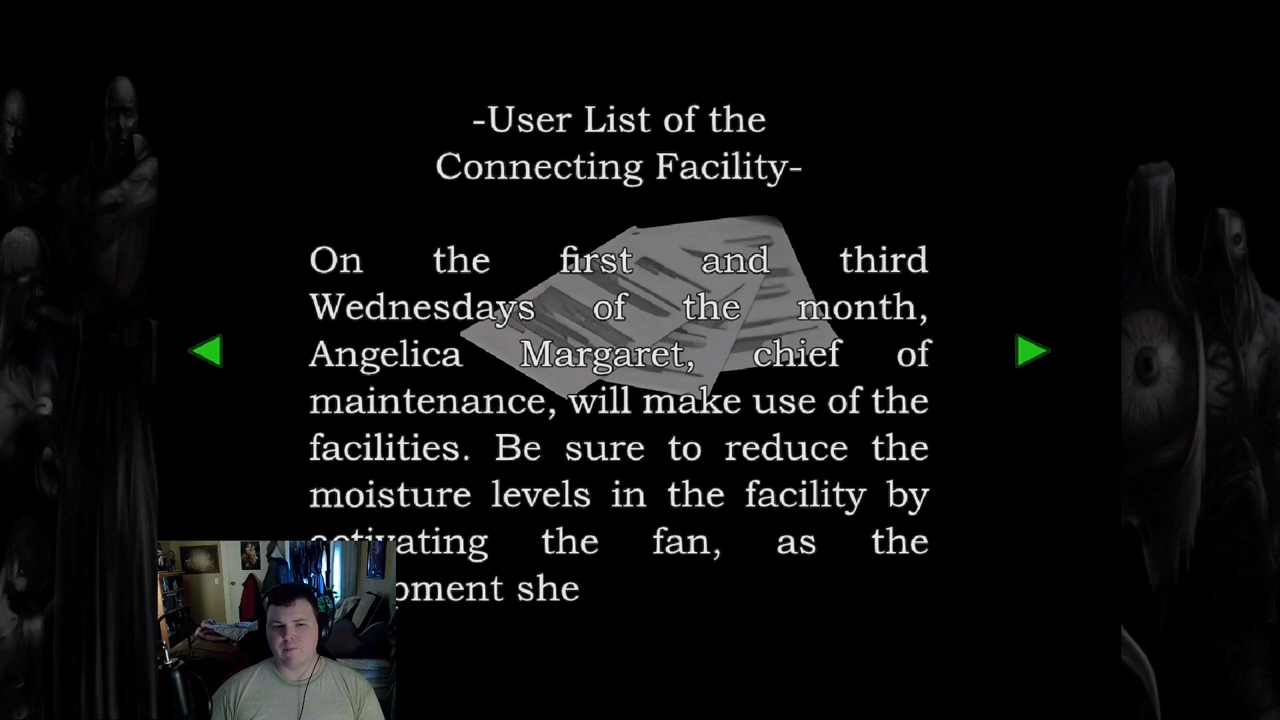 -User List of the
Connecting Facility-
On the first and third
Wednesdays of the month,
Angelica Margaret, chief of
maintenance, will make use of the
facilities. Be sure to reduce the
moisture levels in the facility by
the fan, as the
she